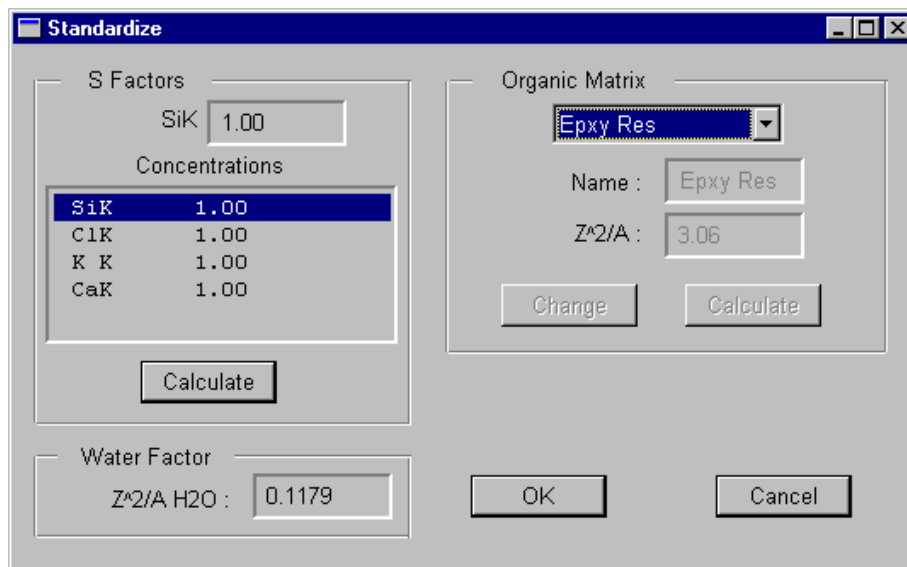 Standardize
S Factors
SiK 1.00
Concentrations
SiK 1.00
ClK 1.00
K K 1.00
CaK 1.00
Calculate
Water Factor
Z^2/A H2O : 0.1179
Organic Matrix
Epxy Res
Name : Epxy Res
Z^2/A : 3.06
Change Calculate
OK Cancel